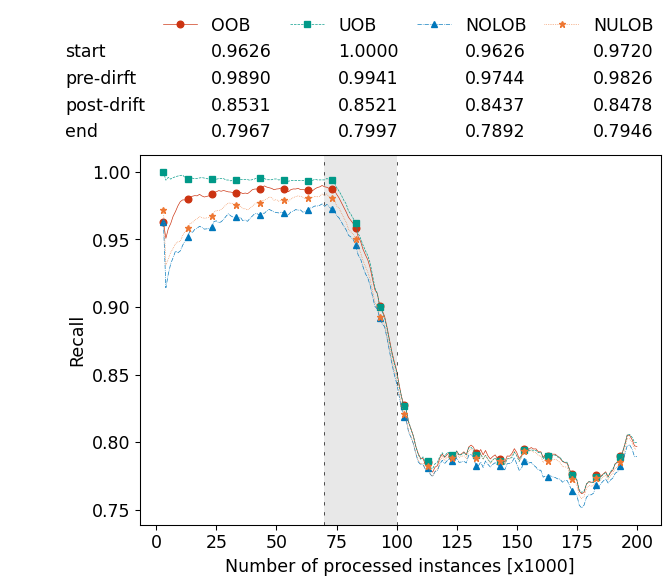 OOB UOB NOLOB NULOB
start 0.9626 1.0000 0.9626 0.9720
pre-dirft 0.9890 0.9941 0.9744 0.9826
post-drift 0.8531 0.8521 0.8437 0.8478
end 0.7967 0.7997 0.7892 0.7946
1.00
0.95
0.90
0.85
0.80
0.75
Recall
0 25 50 75 100 125 150 175 200
Number of processed instances [x1000]